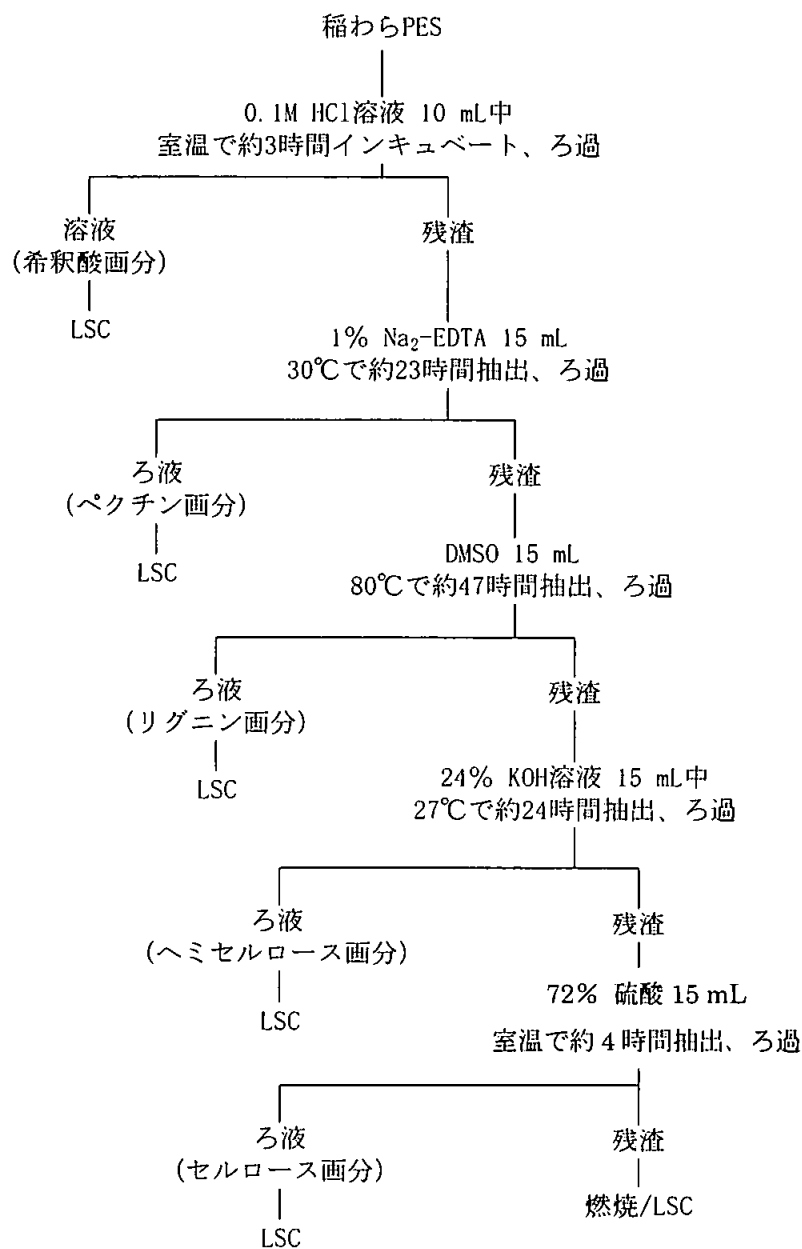 稲わらPES
0.1M HCl溶液 10 mL中
室温で約3時間インキュベート、ろ過
溶液
(希釈酸画分)
残渣
LSC
1% Na₂-EDTA 15 mL
30℃で約23時間抽出、ろ過
ろ液
(ペクチン画分)
残渣
LSC
DMSO 15 mL
80℃で約47時間抽出、ろ過
ろ液
(リグニン画分)
残渣
LSC
24% KOH溶液 15 mL中
27℃で約24時間抽出、ろ過
ろ液
(ヘミセルロース画分)
残渣
LSC
72% 硫酸 15 mL
室温で約4時間抽出、ろ過
ろ液
(セルロース画分)
残渣
LSC
燃焼/LSC